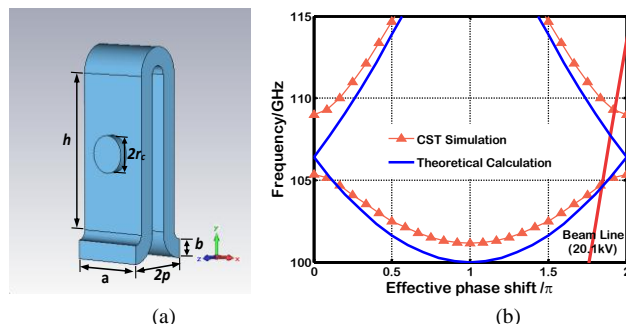 (a)
h
2r_c
b
a
2p
y
z
x
(b)
Frequency/GHz
115
110
105
100
CST Simulation
Theoretical Calculation
Beam Line
(20.1kV)
0 0.5 1 1.5 2
Effective phase shift /π
(a)
(b)